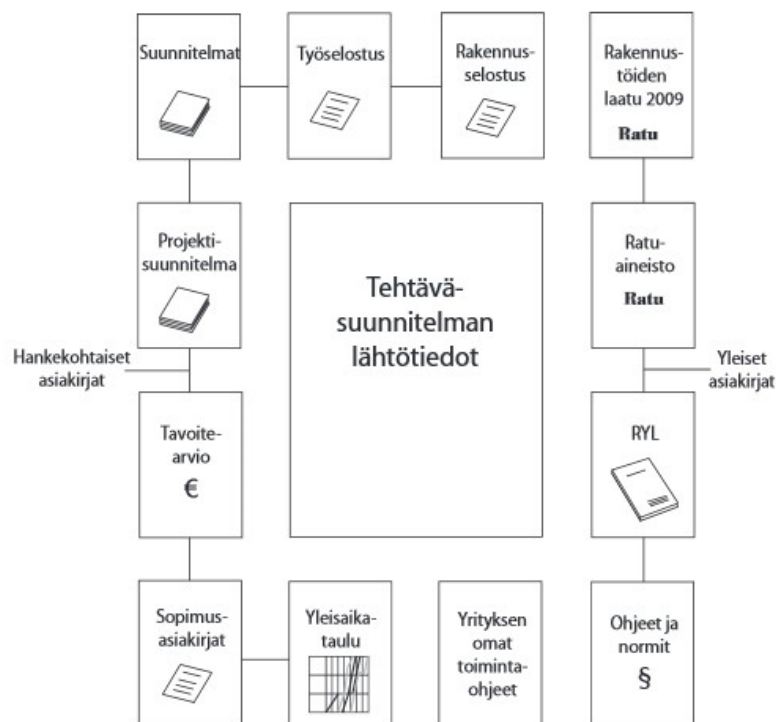 Suunnitelmat
Työselostus
Rakennus-
selostus
Rakennus-
töiden
laatu 2009
Ratu
Projekti-
suunnitelma
Tehtävä-
suunnitelman
lähtötiedot
Ratu-
aineisto
Ratu
Hankekohtaiset
asiakirjat
Yleiset
asiakirjat
Tavoite-
arvio
€
RYL
Sopimus-
asiakirjat
Yleisaika-
taulu
Yrityksen
omat
toiminta-
ohjeet
Ohjeet ja
normit
§